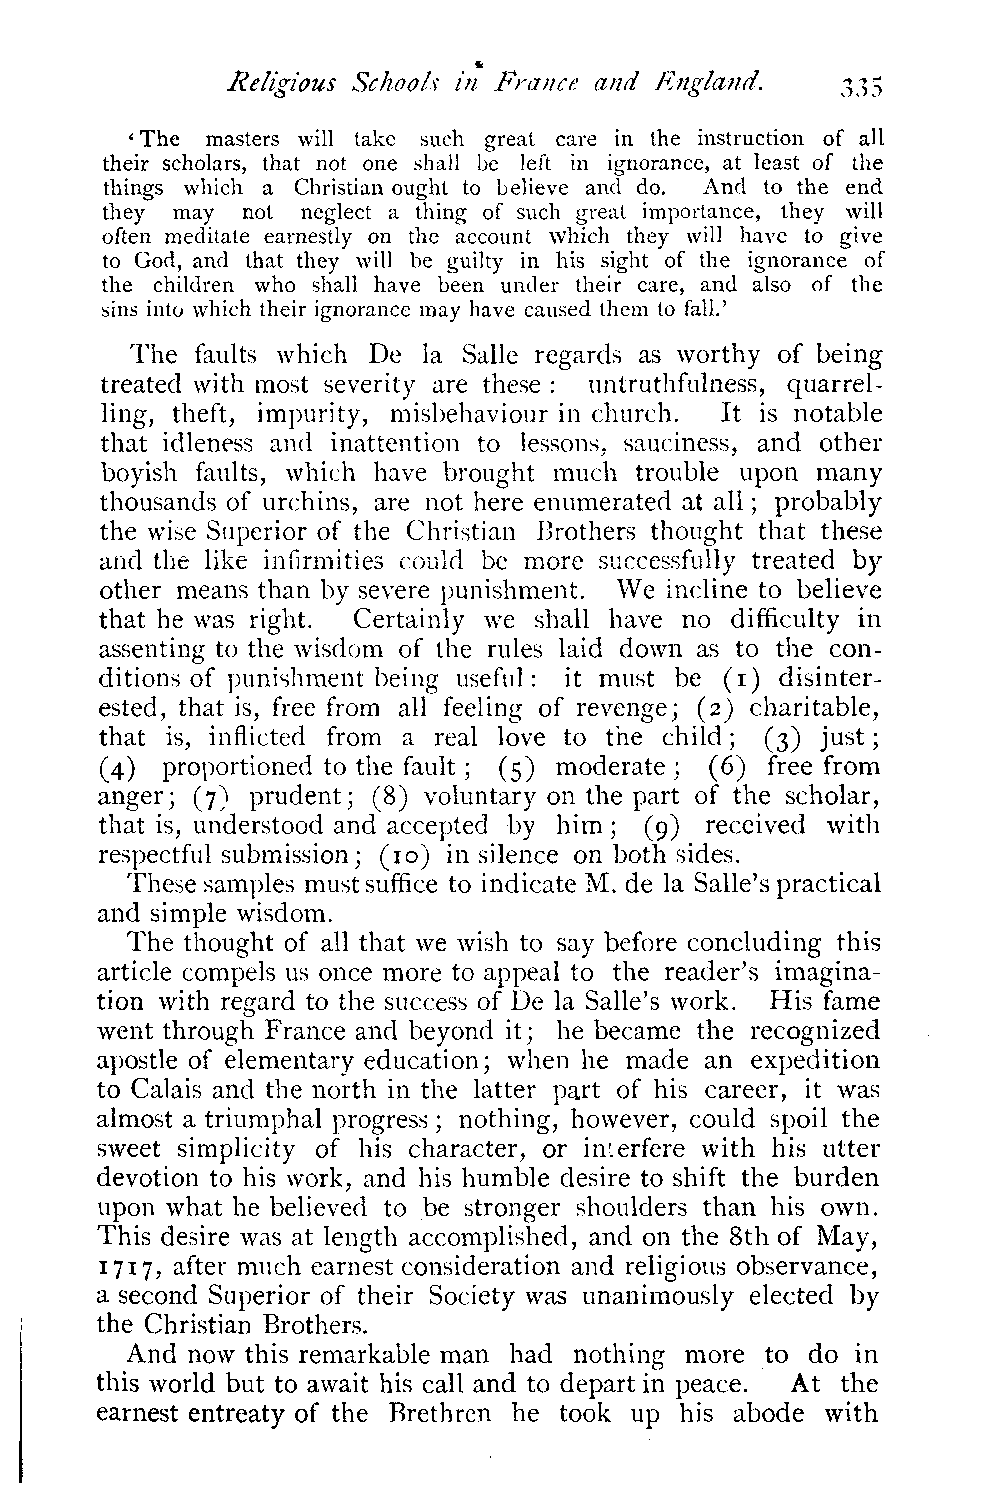 Religious Schools in France and England. 335
‘The masters will take such great care in the instruction of all
their scholars, that not one shall be left in ignorance, at least of the
things which a Christian ought to believe and do. And to the end
they may not neglect a thing of such great importance, they will
often meditate earnestly on the account which they will have to give
to God, and that they will be guilty in his sight of the ignorance of
the children who shall have been under their care, and also of the
sins into which their ignorance may have caused them to fall.’
The faults which De la Salle regards as worthy of being
treated with most severity are these : untruthfulness, quarrel-
ling, theft, impurity, misbehaviour in church. It is notable
that idleness and inattention to lessons, sauciness, and other
boyish faults, which have brought much trouble upon many
thousands of urchins, are not here enumerated at all ; probably
the wise Superior of the Christian Brothers thought that these
and the like infirmities could be more successfully treated by
other means than by severe punishment. We incline to believe
that he was right. Certainly we shall have no difficulty in
assenting to the wisdom of the rules laid down as to the con-
ditions of punishment being useful : it must be (1) disinter-
ested, that is, free from all feeling of revenge; (2) charitable,
that is, inflicted from a real love to the child ; (3) just ;
(4) proportioned to the fault ; (5) moderate ; (6) free from
anger; (7) prudent; (8) voluntary on the part of the scholar,
that is, understood and accepted by him ; (9) received with
respectful submission ; (10) in silence on both sides.
These samples must suffice to indicate M. de la Salle’s practical
and simple wisdom.
The thought of all that we wish to say before concluding this
article compels us once more to appeal to the reader’s imagina-
tion with regard to the success of De la Salle’s work. His fame
went through France and beyond it; he became the recognized
apostle of elementary education; when he made an expedition
to Calais and the north in the latter part of his career, it was
almost a triumphal progress ; nothing, however, could spoil the
sweet simplicity of his character, or interfere with his utter
devotion to his work, and his humble desire to shift the burden
upon what he believed to be stronger shoulders than his own.
This desire was at length accomplished, and on the 8th of May,
1717, after much earnest consideration and religious observance,
a second Superior of their Society was unanimously elected by
the Christian Brothers.
And now this remarkable man had nothing more to do in
this world but to await his call and to depart in peace. At the
earnest entreaty of the Brethren he took up his abode with